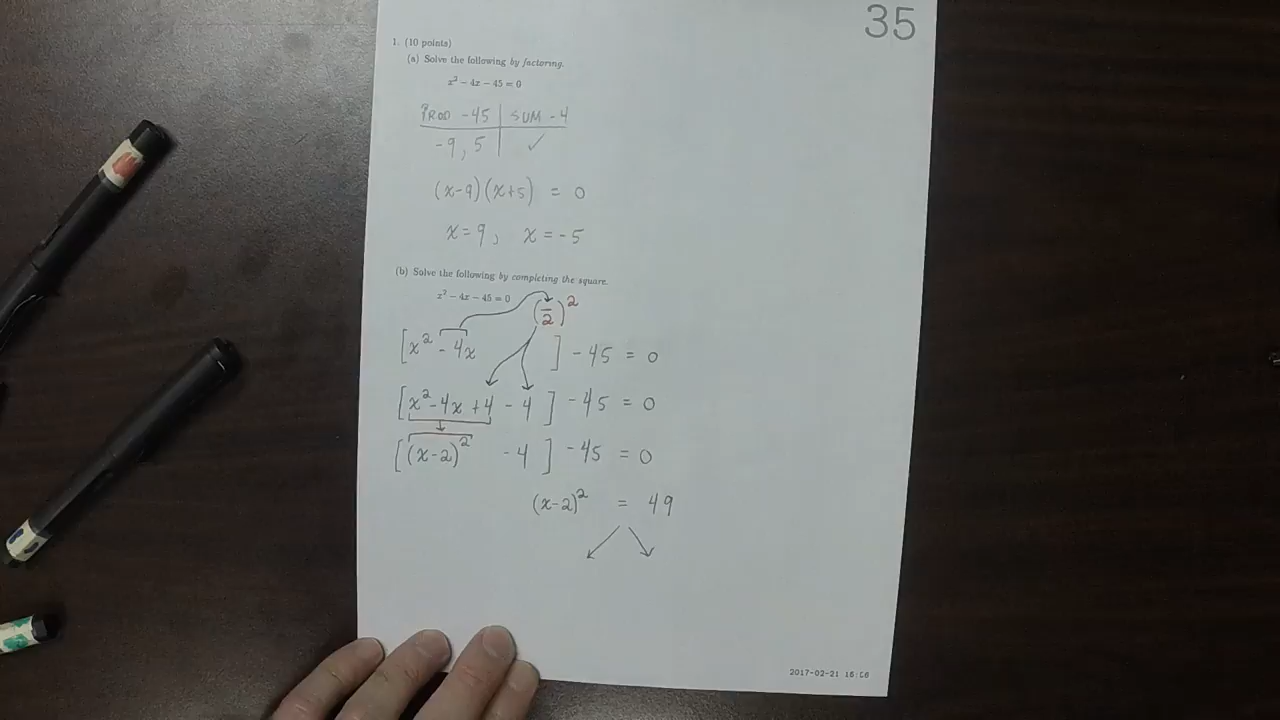 35
1. (10 points)
(a) Solve the following by factoring.
x² − 4x − 45 = 0
PROD -45 | SUM -4
-9, 5 | ✓
(x-9)(x+5) = 0
x = 9, x = -5
(b) Solve the following by completing the square.
x² − 4x − 45 = 0
(—/2)²
[x² - 4x ] - 45 = 0
[x² - 4x + 4 - 4] - 45 = 0
[(x-2)² - 4] - 45 = 0
(x-2)² = 49
2017-02-21